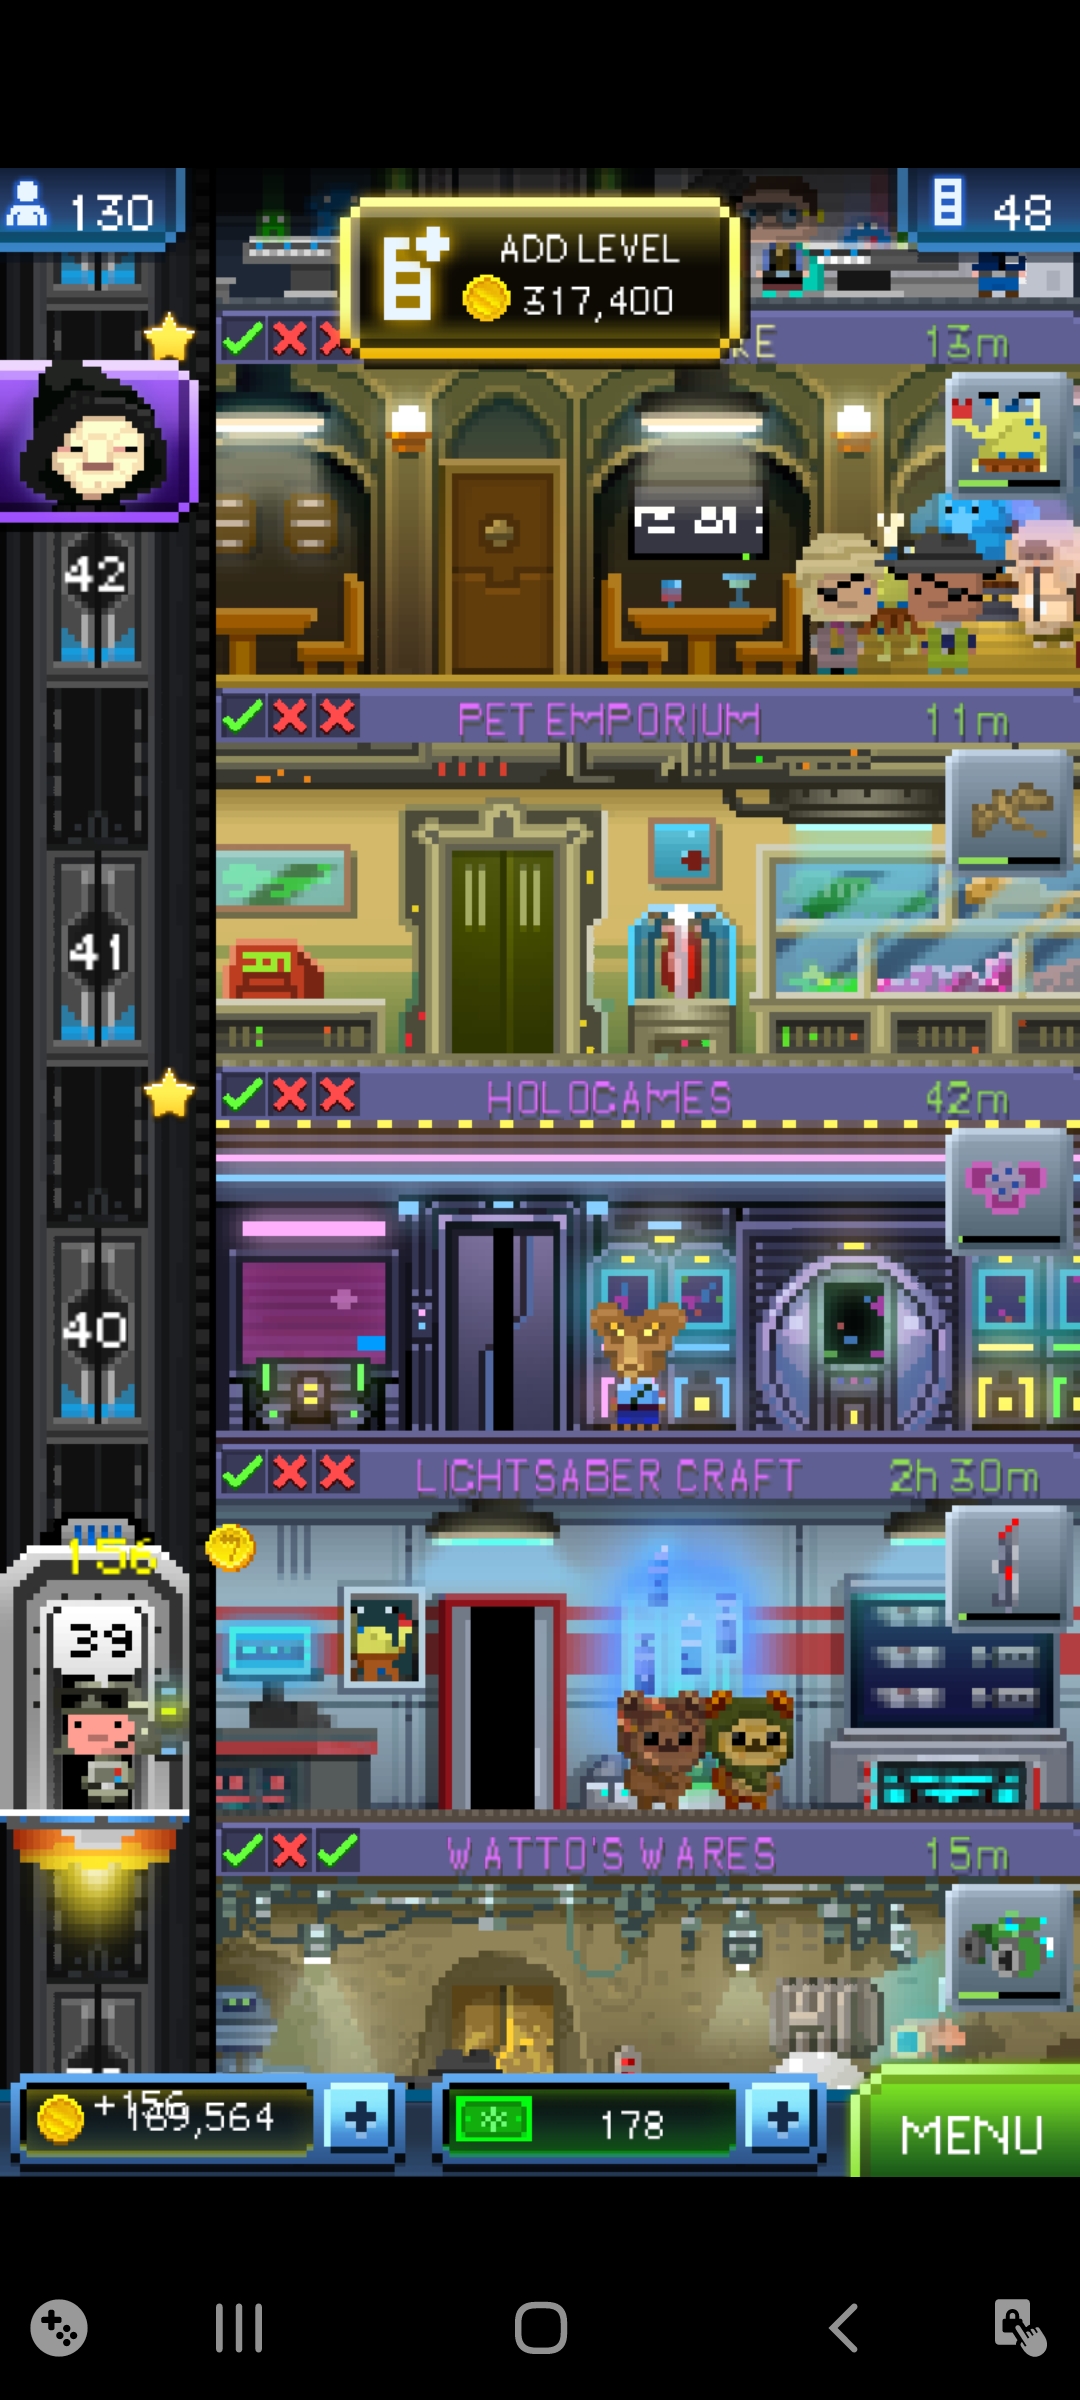 130
48
ADD LEVEL
317,400
KE 13m
42
PET EMPORIUM 11m
41
HOLOGAMES 42m
40
LIGHTSABER CRAFT 2h 30m
156
39
WATTO'S WARES 15m
+156
189,564
178
MENU